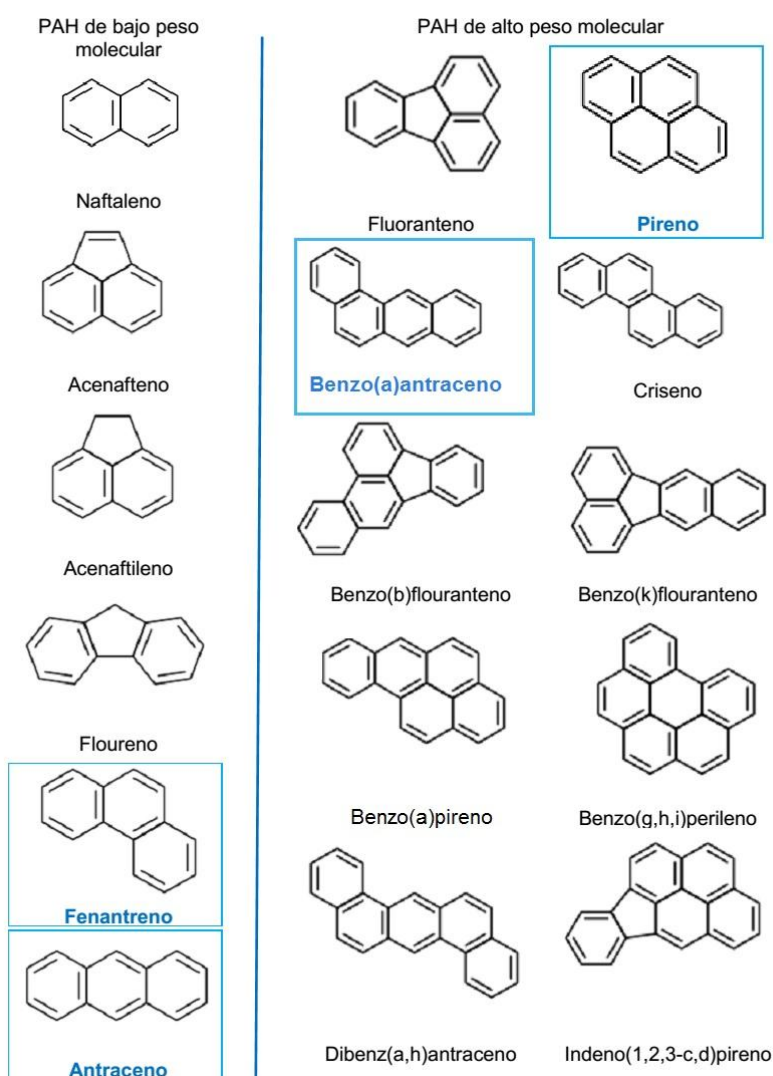 PAH de bajo peso
molecular
Naftaleno
Acenafteno
Acenaftileno
Floureno
Fenantreno
Antraceno
PAH de alto peso molecular
Fluoranteno
Pireno
Benzo(a)antraceno
Criseno
Benzo(b)flouranteno
Benzo(k)flouranteno
Benzo(a)pireno
Benzo(g,h,i)perileno
Dibenz(a,h)antraceno
Indeno(1,2,3-c,d)pireno